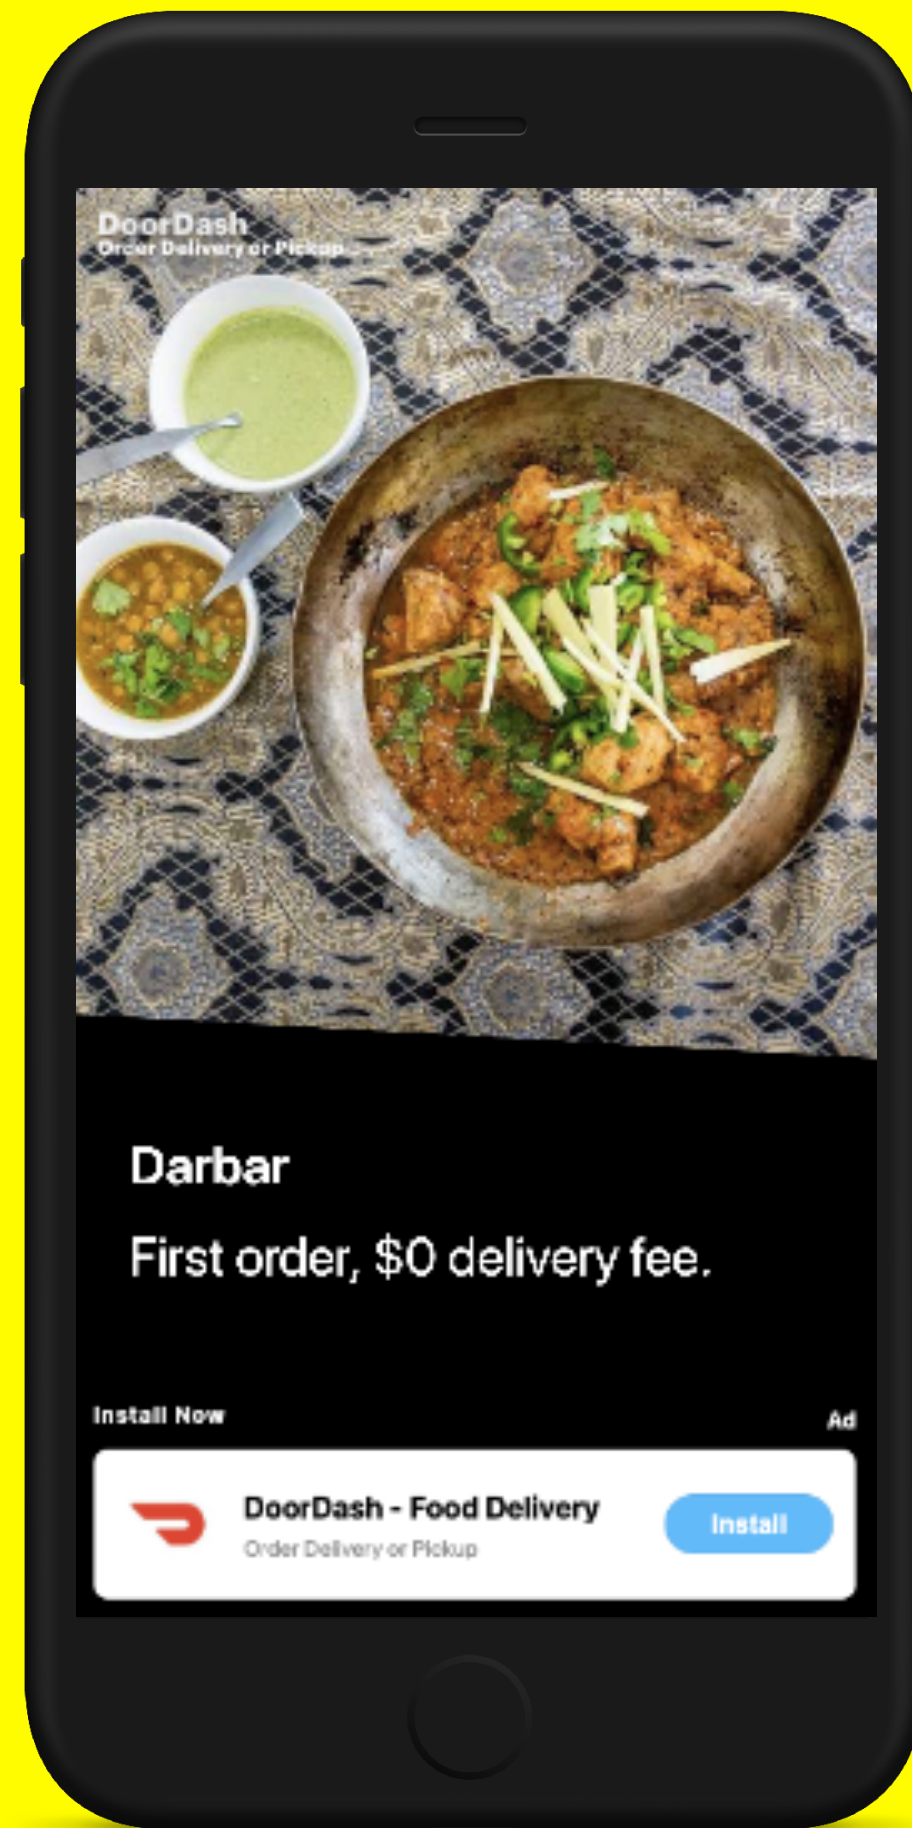 DoorDash
Order Delivery or Pickup
Darbar
First order, $0 delivery fee.
Install Now
Ad
DoorDash - Food Delivery
Order Delivery or Pickup
Install